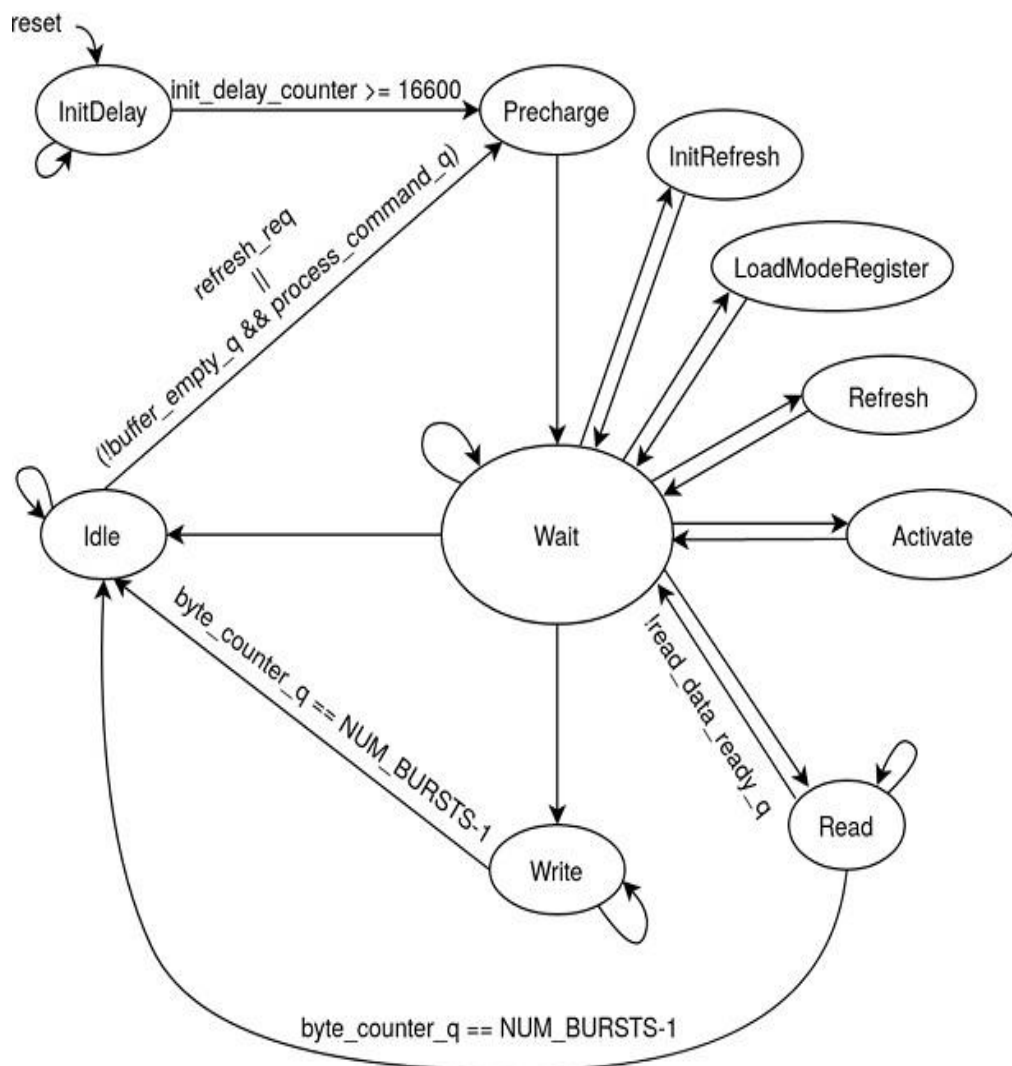 reset
InitDelay
init_delay_counter >= 16600
Precharge
InitRefresh
LoadModeRegister
refresh_req
||
(!buffer_empty_q && process_command_q)
Refresh
Idle
Wait
Activate
byte_counter_q == NUM_BURSTS-1
!read_data_ready_q
Read
Write
byte_counter_q == NUM_BURSTS-1